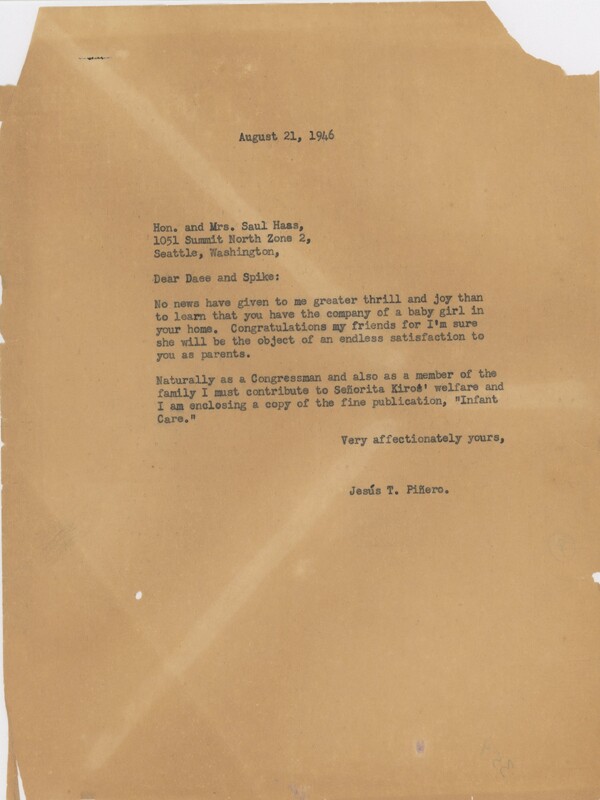 August 21, 1946
Hon. and Mrs. Saul Haas,
1051 Summit North Zone 2,
Seattle, Washington,
Dear Daee and Spike:
No news have given to me greater thrill and joy than
to learn that you have the company of a baby girl in
your home. Congratulations my friends for I'm sure
she will be the object of an endless satisfaction to
you as parents.
Naturally as a Congressman and also as a member of the
family I must contribute to Señorita welfare and
I am enclosing a copy of the fine publication, "Infant
Care."
Very affectionately yours,
Jesús T. Piñero.